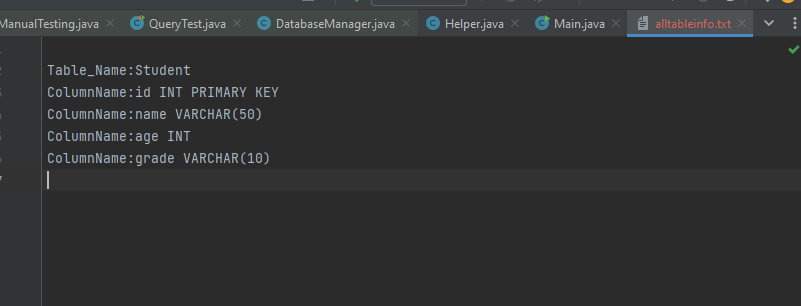 ManualTesting.java QueryTest.java DatabaseManager.java Helper.java Main.java alltableinfo.txt
Table_Name:Student
ColumnName:id INT PRIMARY KEY
ColumnName:name VARCHAR(50)
ColumnName:age INT
ColumnName:grade VARCHAR(10)